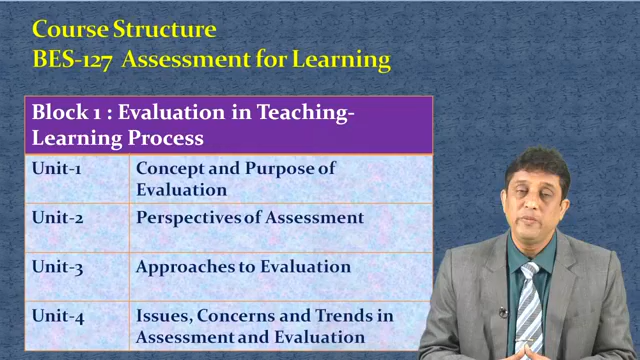 Course Structure
BES-127 Assessment for Learning
Block 1 : Evaluation in Teaching-
Learning Process
Unit-1
Concept and Purpose of
Evaluation
Unit-2
Perspectives of Assessment
Unit-3
Approaches to Evaluation
Unit-4
Issues, Concerns and Trends in
Assessment and Evaluation